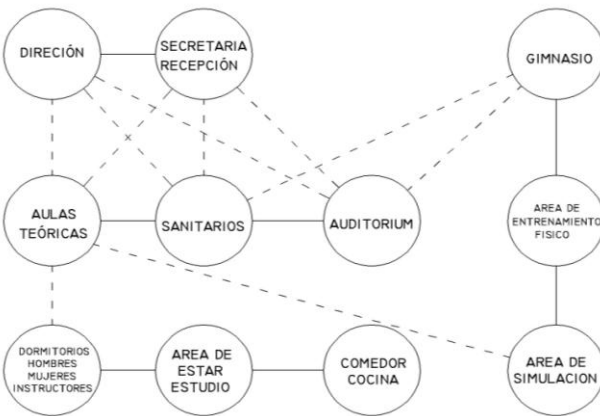 DIRECIÓN
SECRETARIA
RECEPCIÓN
GIMNASIO
AULAS
TEÓRICAS
SANITARIOS
AUDITORIUM
AREA DE
ENTRENAMIENTO
FISICO
DORMITORIOS
HOMBRES
MUJERES
INSTRUCTORES
AREA DE
ESTAR
ESTUDIO
COMEDOR
COCINA
AREA DE
SIMULACION